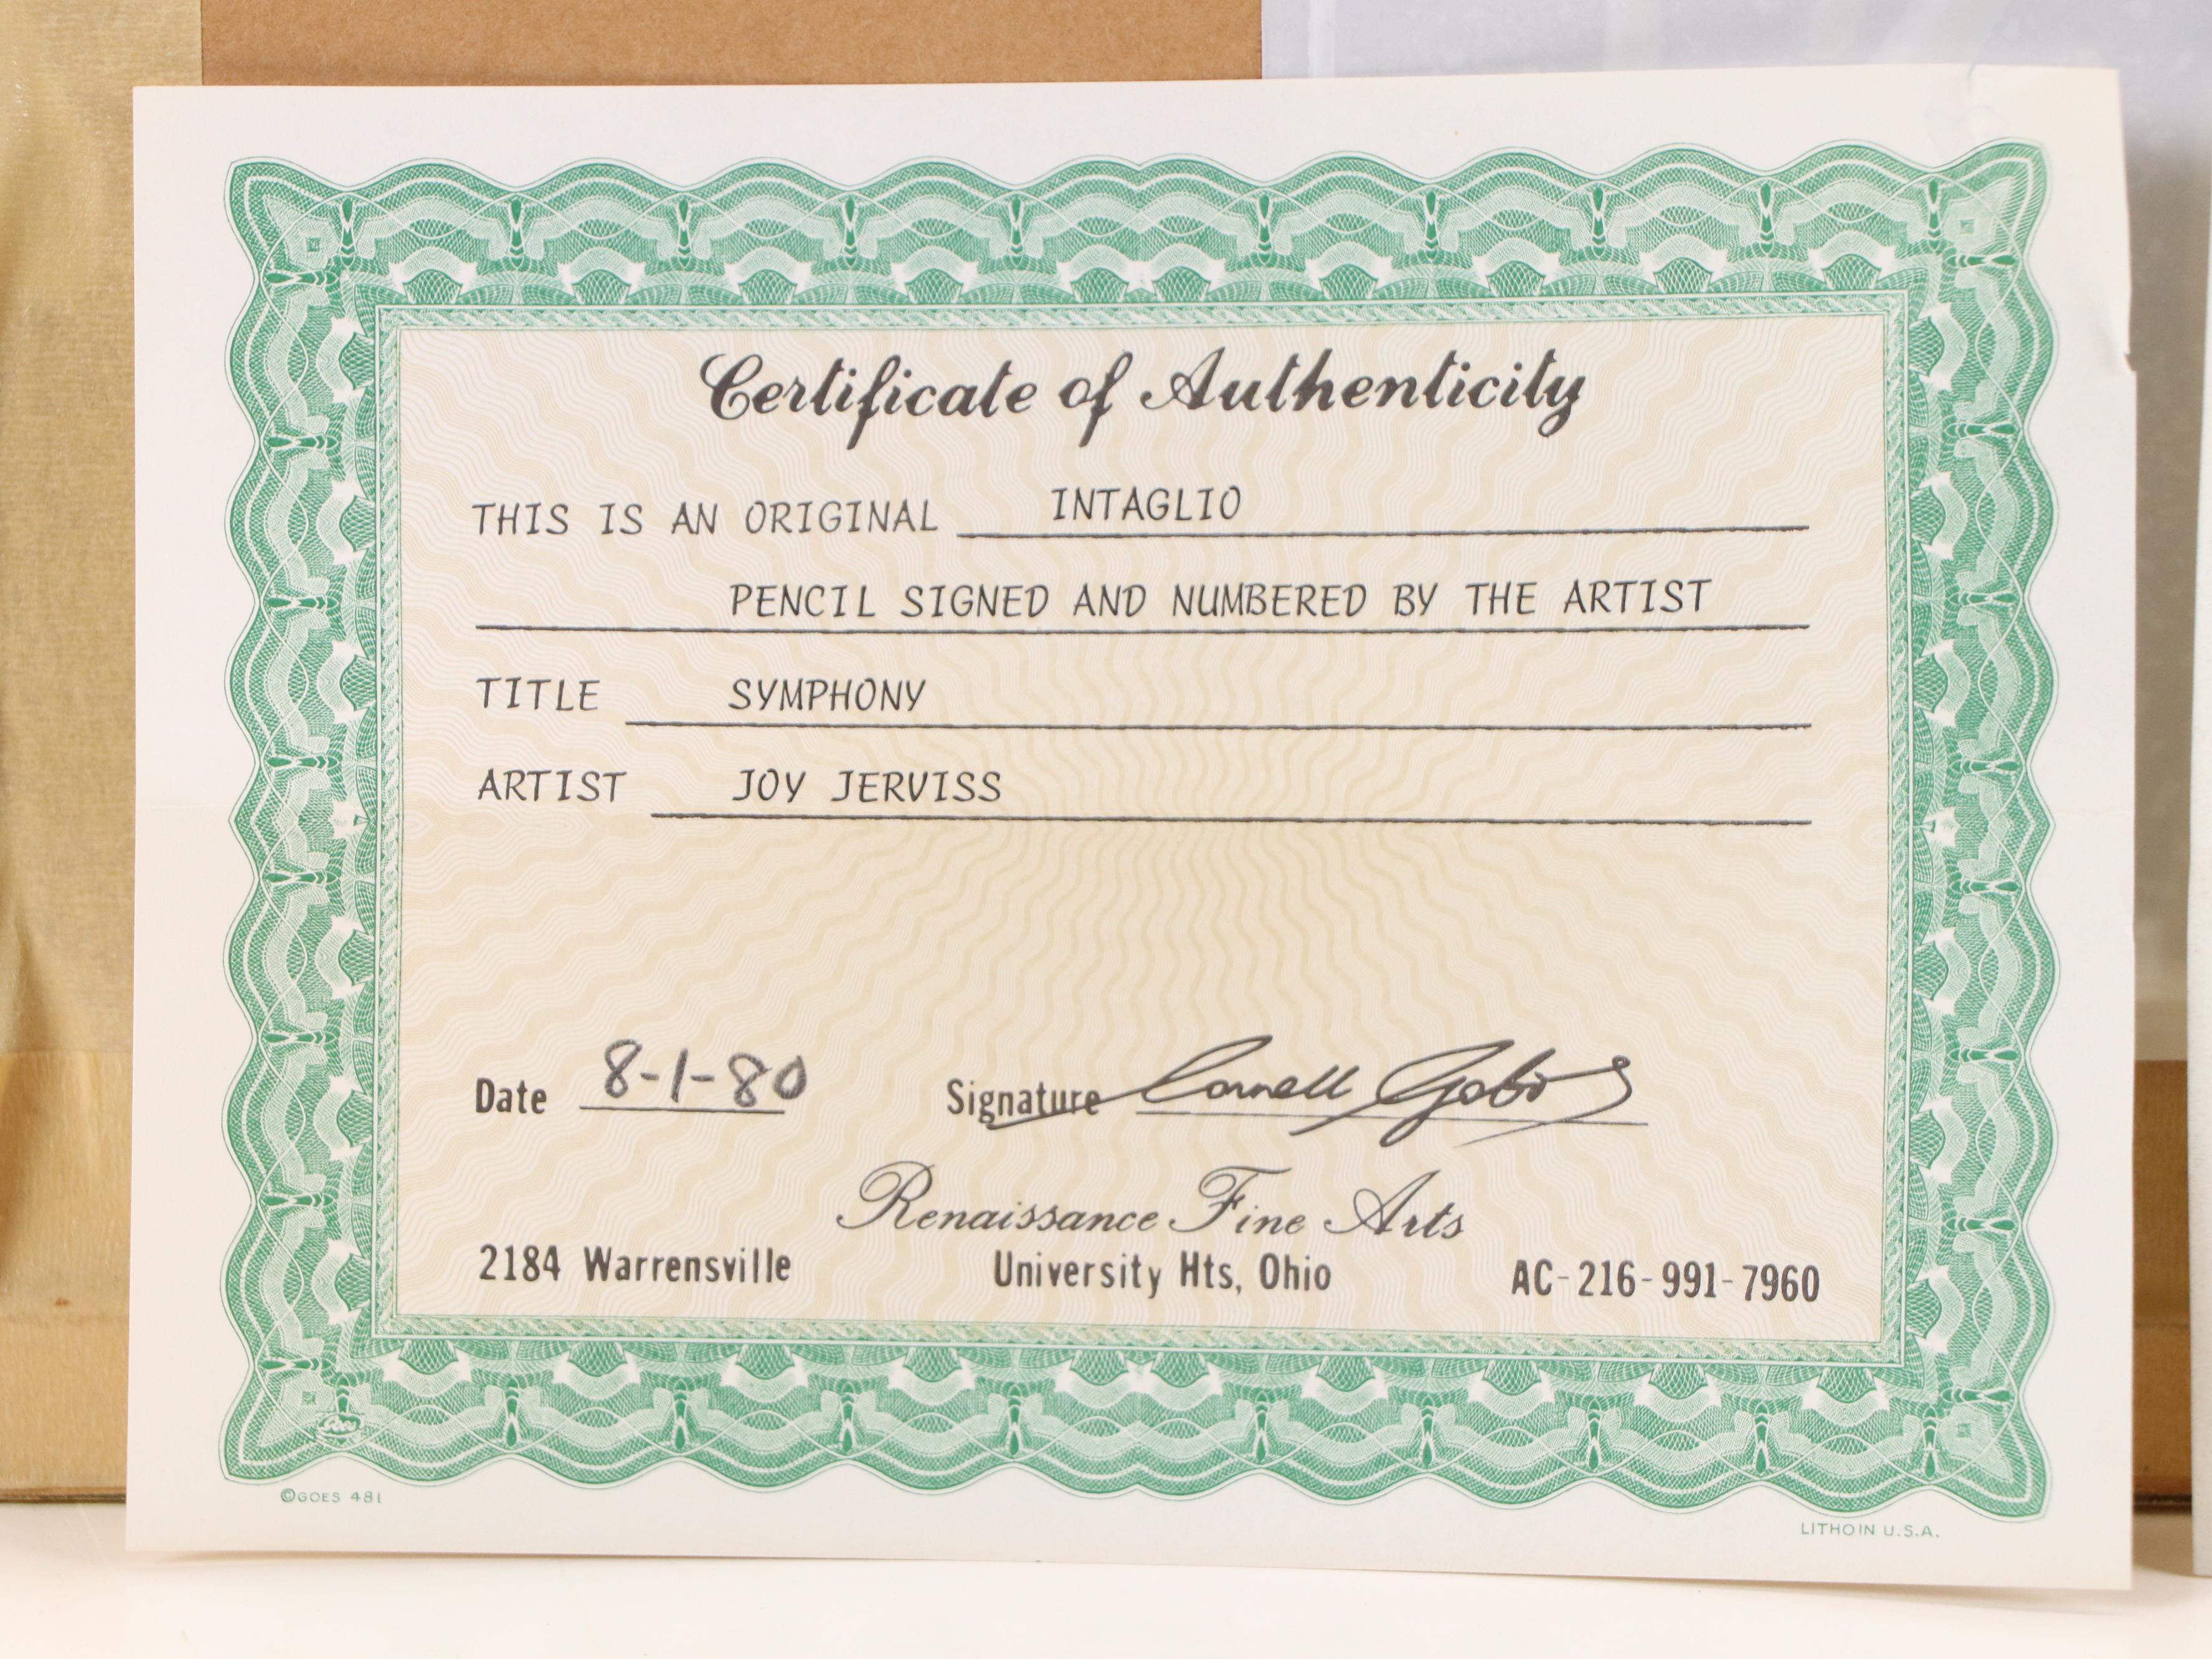 Certificate of Authenticity
THIS IS AN ORIGINAL INTAGLIO
PENCIL SIGNED AND NUMBERED BY THE ARTIST
TITLE SYMPHONY
ARTIST JOY JERVISS
Date 8-1-80 Signature Cornell
Renaissance Fine Arts
2184 Warrensville University Hts, Ohio AC-216-991-7960
©GOES 481
LITHO IN U.S.A.